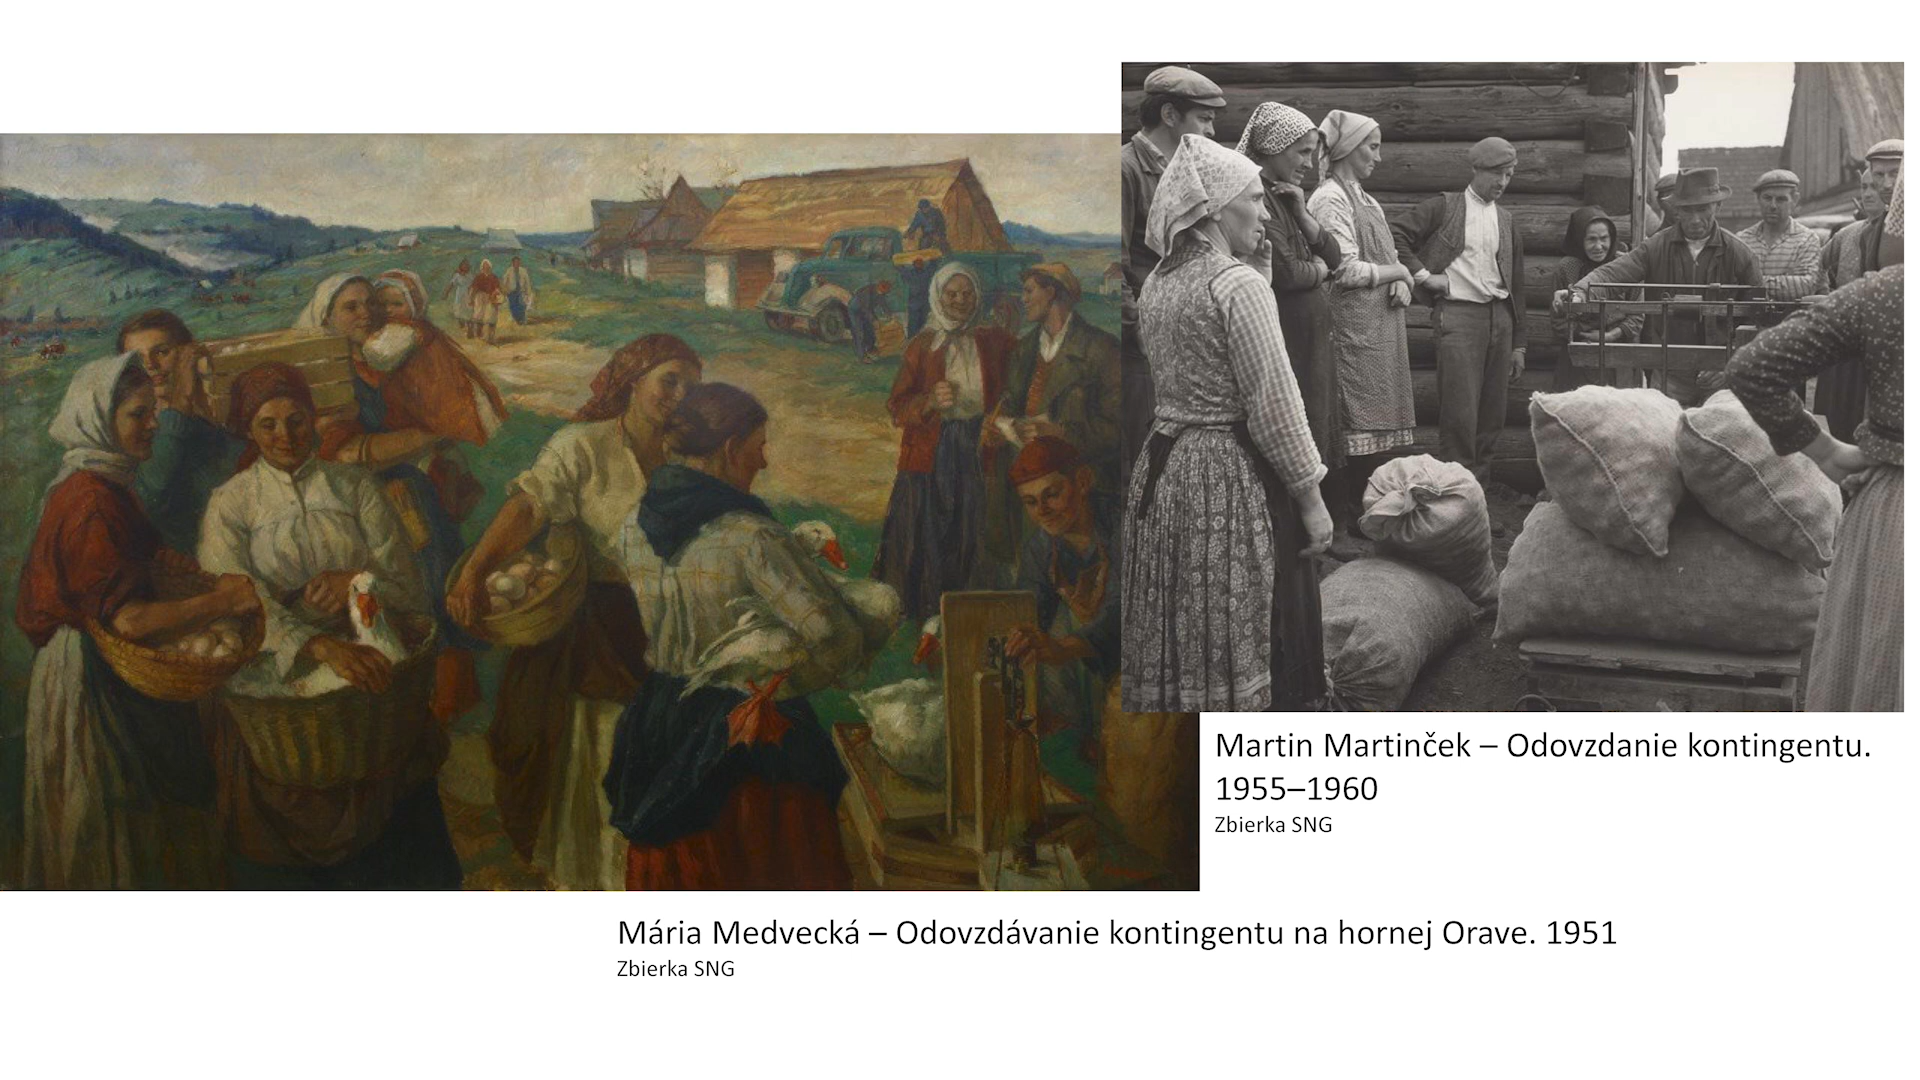 Martin Martinček – Odovzdanie kontingentu.
1955–1960
Zbierka SNG
Mária Medvecká – Odovzdávanie kontingentu na hornej Orave. 1951
Zbierka SNG